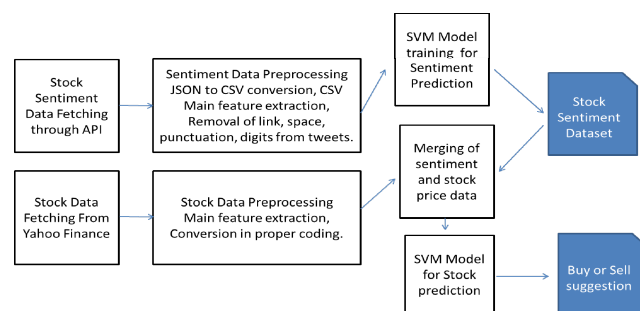 Stock
Sentiment
Data Fetching
through API
Sentiment Data Preprocessing
JSON to CSV conversion, CSV
Main feature extraction,
Removal of link, space,
punctuation, digits from tweets.
SVM Model
training for
Sentiment
Prediction
Stock
Sentiment
Dataset
Merging of
sentiment
and stock
price data
Stock Data
Fetching From
Yahoo Finance
Stock Data Preprocessing
Main feature extraction,
Conversion in proper coding.
SVM Model
for Stock
prediction
Buy or Sell
suggestion